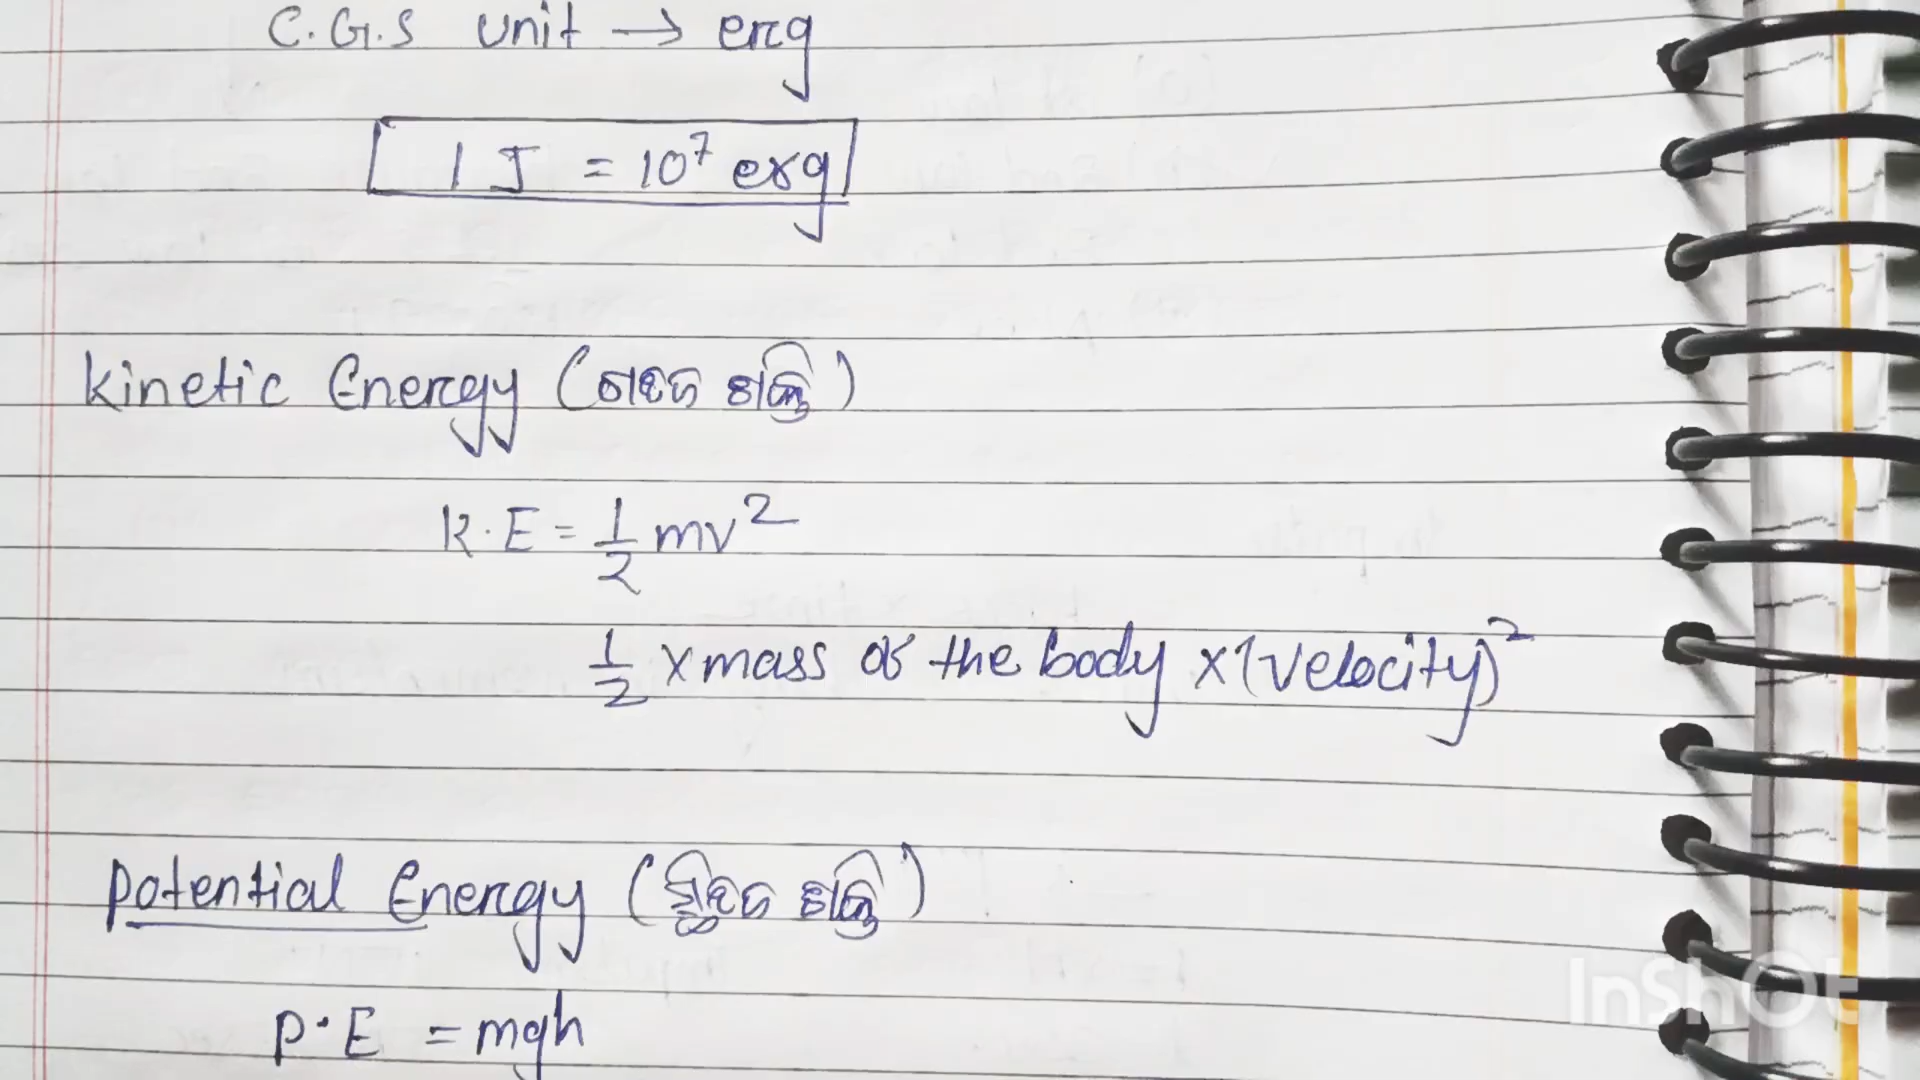 C.G.S unit → erg
1 J = 10⁷ erg
Kinetic Energy (ଗତିଜ ଶକ୍ତି)
K.E = 1/2 mv²
1/2 × mass of the body × (Velocity)²
Potential Energy (ସ୍ଥିତିଜ ଶକ୍ତି)
P.E = mgh
InShOt